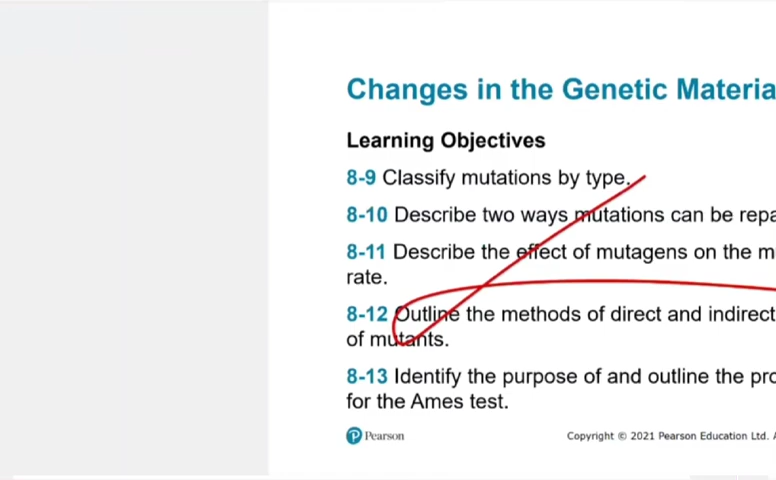 Changes in the Genetic Materia
Learning Objectives
8-9 Classify mutations by type.
8-10 Describe two ways mutations can be repa
8-11 Describe the effect of mutagens on the m
rate.
8-12 Outline the methods of direct and indirect
of mutants.
8-13 Identify the purpose of and outline the pro
for the Ames test.
Pearson
Copyright © 2021 Pearson Education Ltd. A